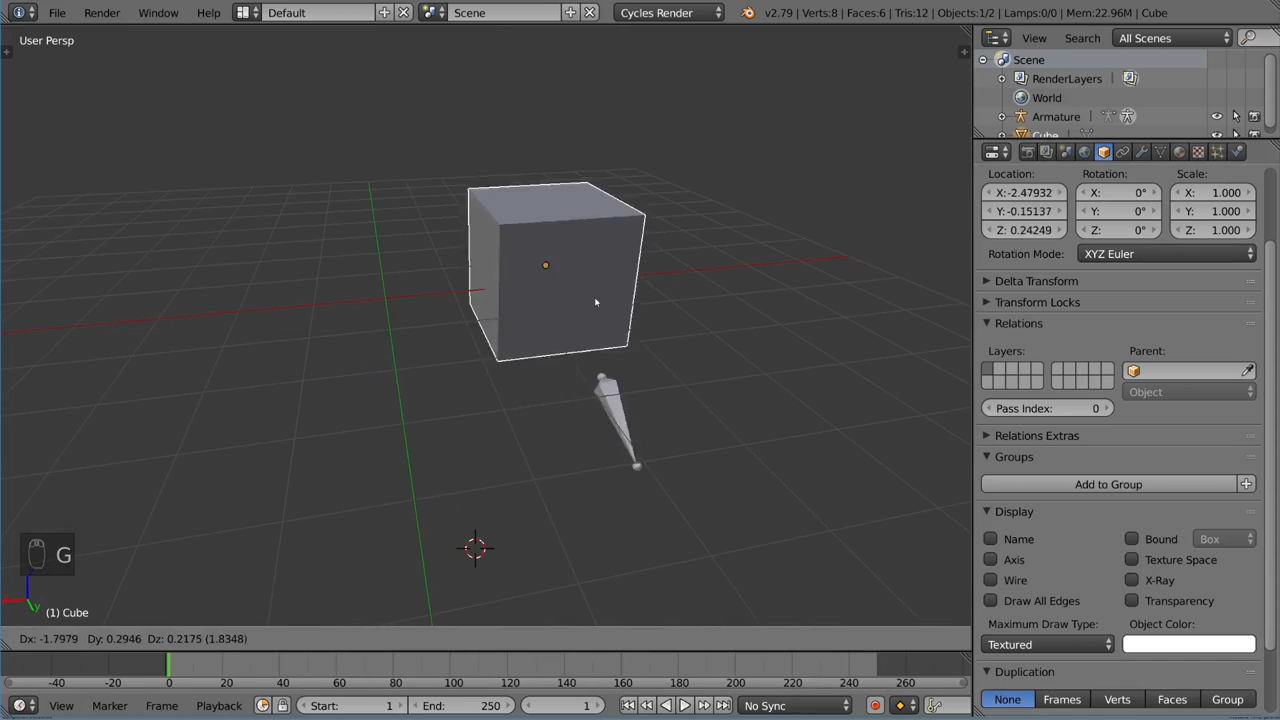 File Render Window Help Default Scene Cycles Render v2.79 | Verts:8 | Faces:6 | Tris:12 | Objects:1/2 | Lamps:0/0 | Mem:22.96M | Cube
User Persp
View Search All Scenes
Scene
RenderLayers |
World
Armature |
Cube |
Location: Rotation: Scale:
X:-2.47932 X: 0° X: 1.000
Y:-0.15137 Y: 0° Y: 1.000
Z: 0.24249 Z: 0° Z: 1.000
Rotation Mode: XYZ Euler
Delta Transform
Transform Locks
Relations
Layers: Parent:
Object
Pass Index: 0
Relations Extras
Groups
Add to Group
Display
Name Bound Box
Axis Texture Space
Wire X-Ray
Draw All Edges Transparency
Maximum Draw Type: Object Color:
Textured
Duplication
None Frames Verts Faces Group
G
(1) Cube
Dx: -1.7979 Dy: 0.2946 Dz: 0.2175 (1.8348)
-40 -20 0 20 40 60 80 100 120 140 160 180 200 220 240 260
View Marker Frame Playback Start: 1 End: 250 1 No Sync